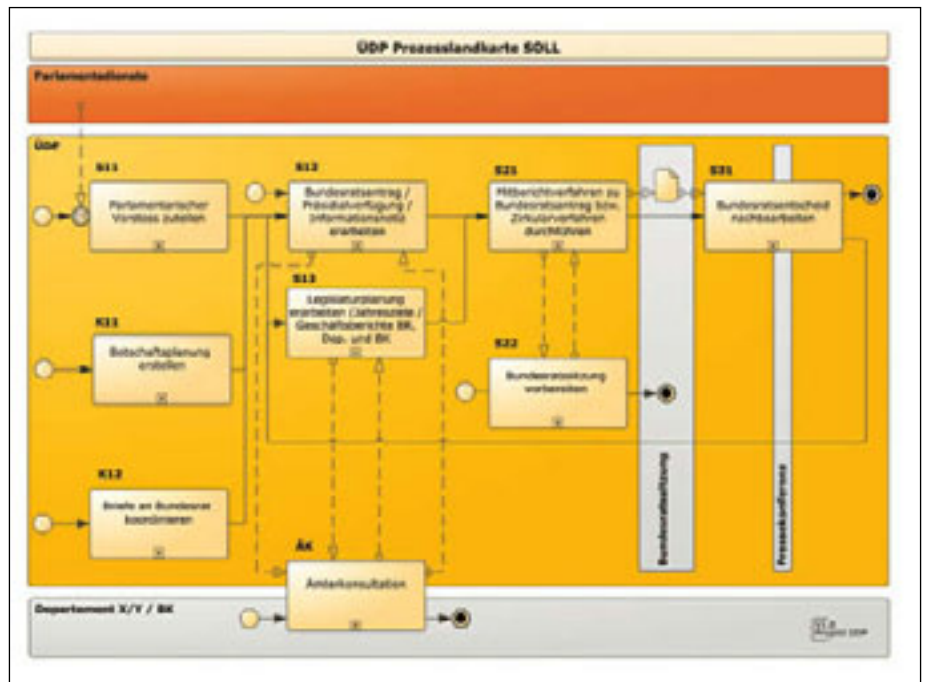 ÜDP Prozesslandkarte SOLL
Parlamentsdienste
ÜDP
S11
Parlamentarischer
Vorstoss zuteilen
S12
Bundesratsantrag /
Präsidialverfügung /
Informationsnotiz
erarbeiten
S21
Mitberichtverfahren zu
Bundesratsantrag bzw.
Zirkularverfahren
durchführen
S31
Bundesratsentscheid
nachbearbeiten
S13
Legislaturplanung
erarbeiten (Jahresziele /
Geschäftsberichte BR,
Dep. und BK
K11
Botschaftsplanung
erstellen
S22
Bundesratssitzung
vorbereiten
K12
Briefe an Bundesrat
koordinieren
ÄK
Ämterkonsultation
Bundesratssitzung
Pressekonferenz
Departement X/Y / BK
ÜDP